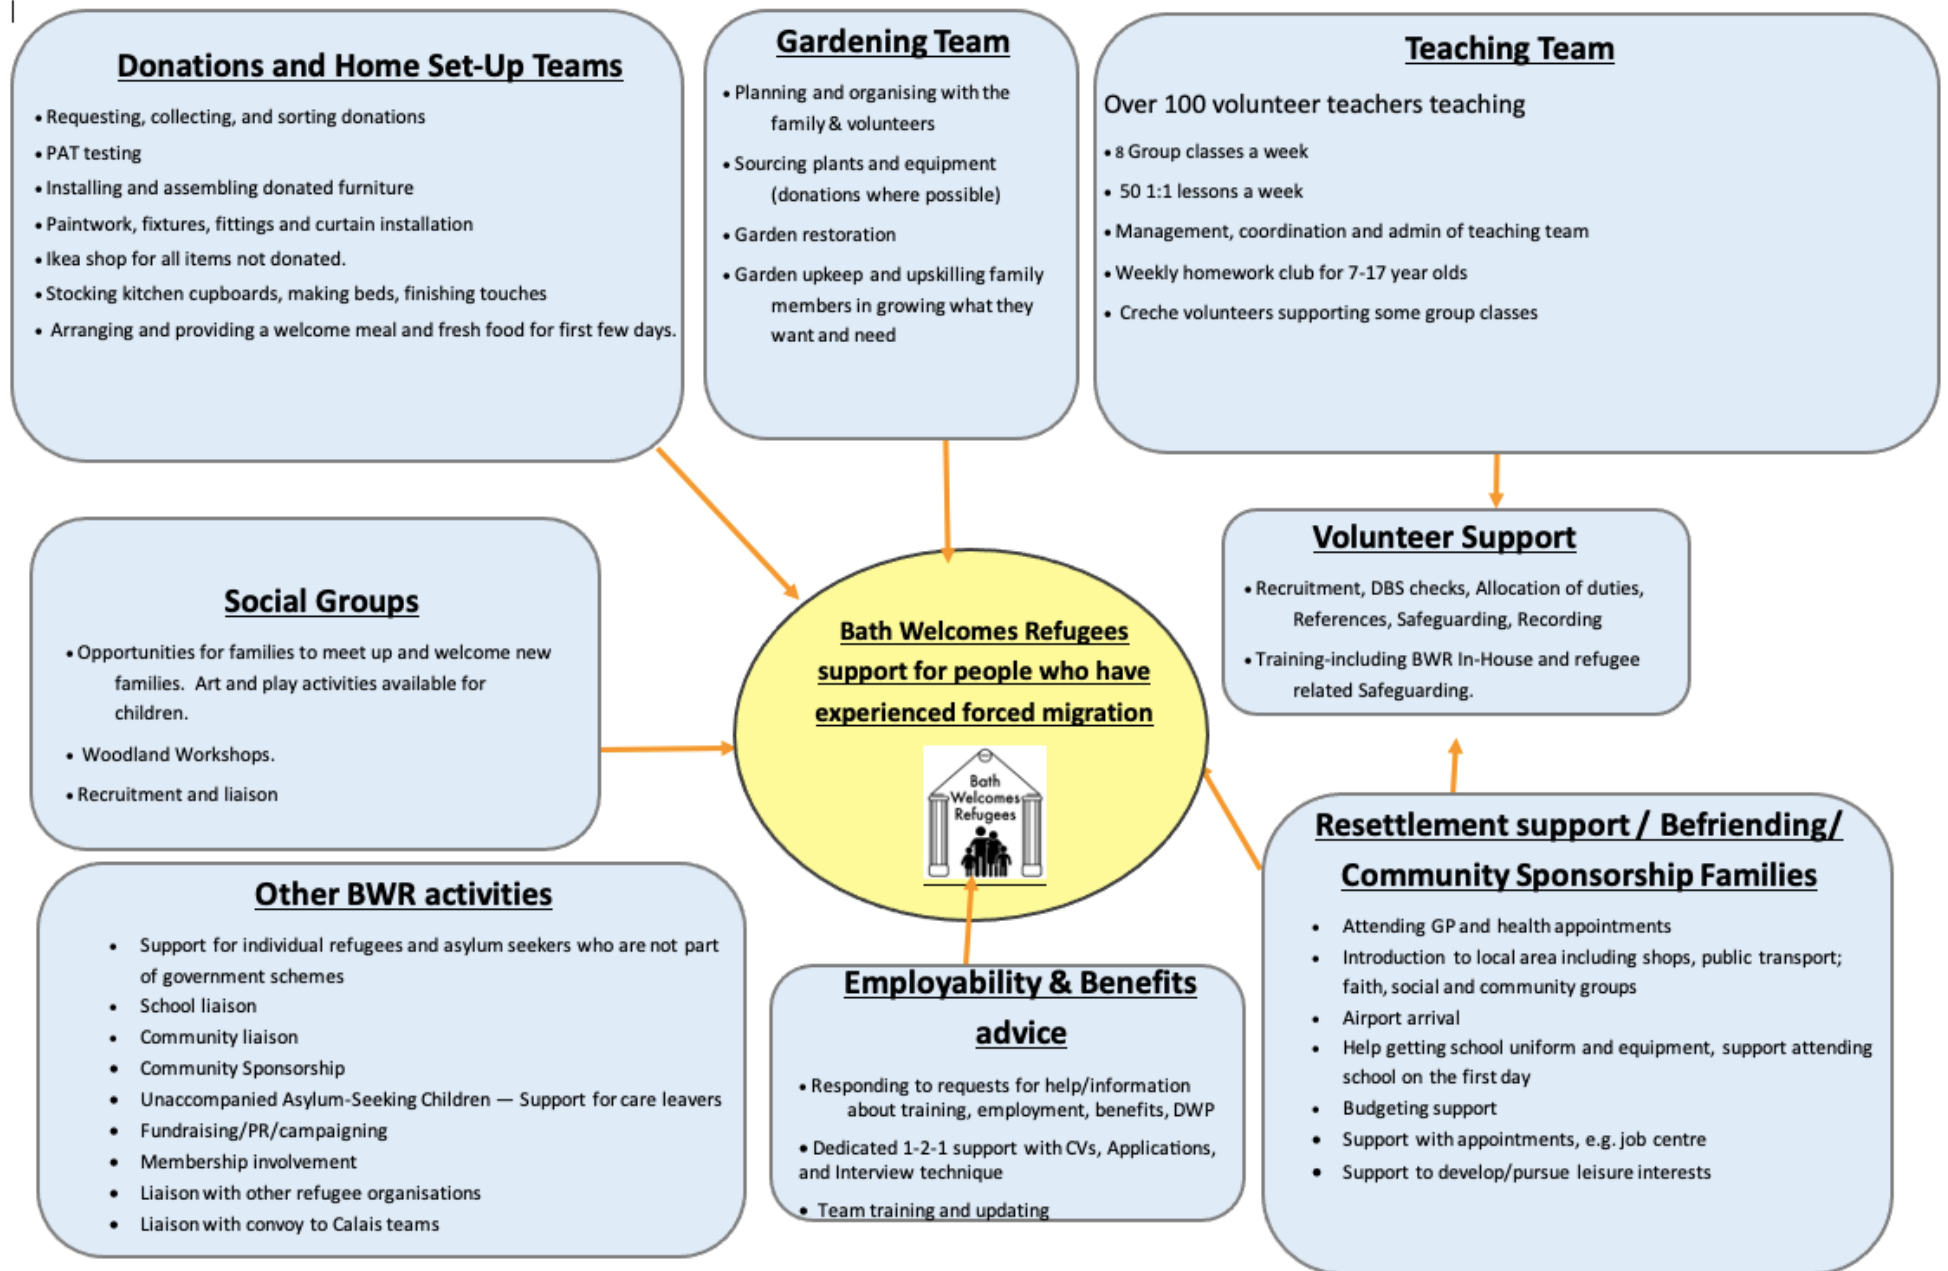 Donations and Home Set-Up Teams
• Requesting, collecting, and sorting donations
• PAT testing
• Installing and assembling donated furniture
• Paintwork, fixtures, fittings and curtain installation
• Ikea shop for all items not donated.
• Stocking kitchen cupboards, making beds, finishing touches
• Arranging and providing a welcome meal and fresh food for first few days.
Gardening Team
• Planning and organising with the
family & volunteers
• Sourcing plants and equipment
(donations where possible)
• Garden restoration
• Garden upkeep and upskilling family
members in growing what they
want and need
Teaching Team
Over 100 volunteer teachers teaching
• 8 Group classes a week
• 50 1:1 lessons a week
• Management, coordination and admin of teaching team
• Weekly homework club for 7-17 year olds
• Creche volunteers supporting some group classes
Social Groups
• Opportunities for families to meet up and welcome new
families. Art and play activities available for
children.
• Woodland Workshops.
• Recruitment and liaison
Bath Welcomes Refugees
support for people who have
experienced forced migration
Bath
Welcomes
Refugees
Volunteer Support
• Recruitment, DBS checks, Allocation of duties,
References, Safeguarding, Recording
• Training-including BWR In-House and refugee
related Safeguarding.
Other BWR activities
• Support for individual refugees and asylum seekers who are not part
of government schemes
• School liaison
• Community liaison
• Community Sponsorship
• Unaccompanied Asylum-Seeking Children — Support for care leavers
• Fundraising/PR/campaigning
• Membership involvement
• Liaison with other refugee organisations
• Liaison with convoy to Calais teams
Employability & Benefits
advice
• Responding to requests for help/information
about training, employment, benefits, DWP
• Dedicated 1-2-1 support with CVs, Applications,
and Interview technique
• Team training and updating
Resettlement support / Befriending/
Community Sponsorship Families
• Attending GP and health appointments
• Introduction to local area including shops, public transport;
faith, social and community groups
• Airport arrival
• Help getting school uniform and equipment, support attending
school on the first day
• Budgeting support
• Support with appointments, e.g. job centre
• Support to develop/pursue leisure interests